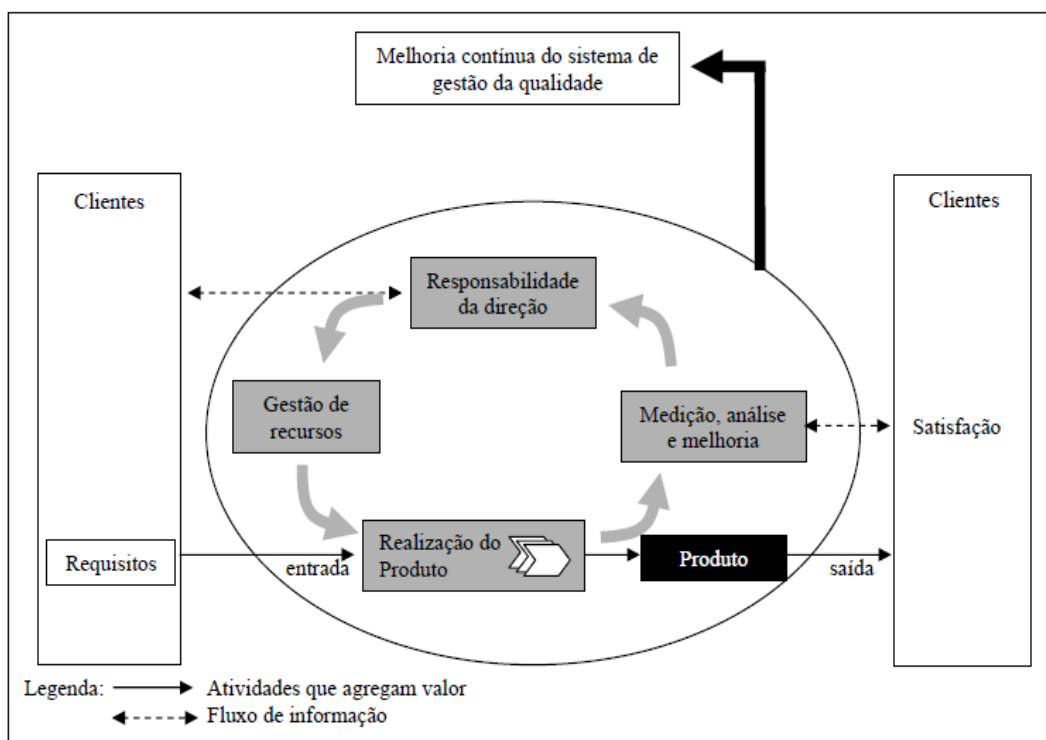 Melhoria contínua do sistema de
gestão da qualidade
Clientes
Clientes
Responsabilidade
da direção
Gestão de
recursos
Medição, análise
e melhoria
Satisfação
Requisitos
entrada
Realização do
Produto
Produto
saída
Legenda:
Atividades que agregam valor
Fluxo de informação